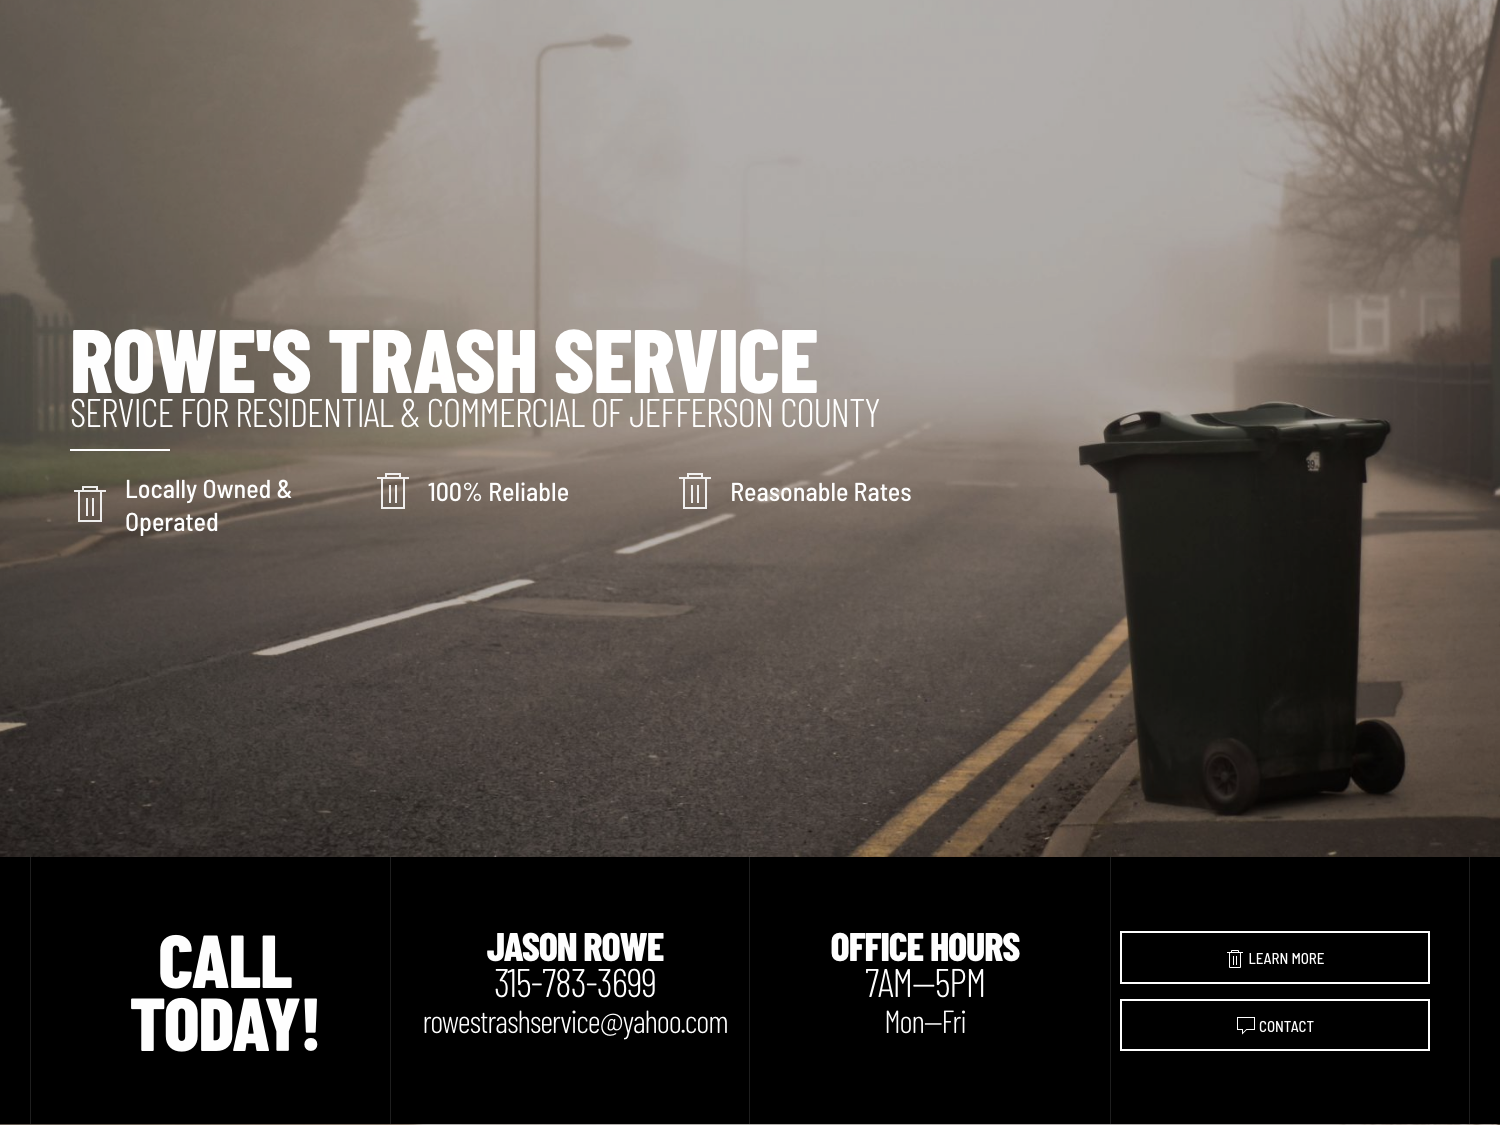 ROWE'S TRASH SERVICE
SERVICE FOR RESIDENTIAL & COMMERCIAL OF JEFFERSON COUNTY
Locally Owned &
Operated
100% Reliable
Reasonable Rates
CALL
TODAY!
JASON ROWE
315-783-3699
rowestrashservice@yahoo.com
OFFICE HOURS
7AM—5PM
Mon—Fri
LEARN MORE
CONTACT